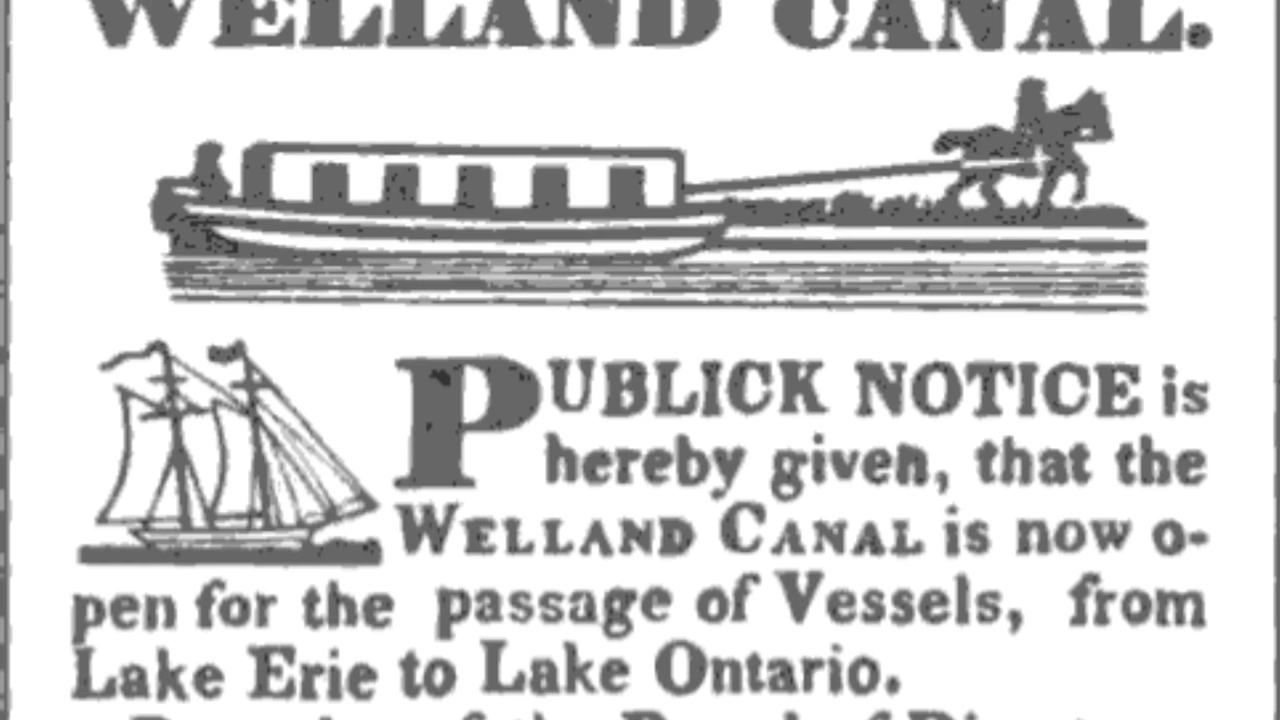 WELLAND CANAL.
PUBLICK NOTICE is
hereby given, that the
WELLAND CANAL is now o-
pen for the passage of Vessels, from
Lake Erie to Lake Ontario.